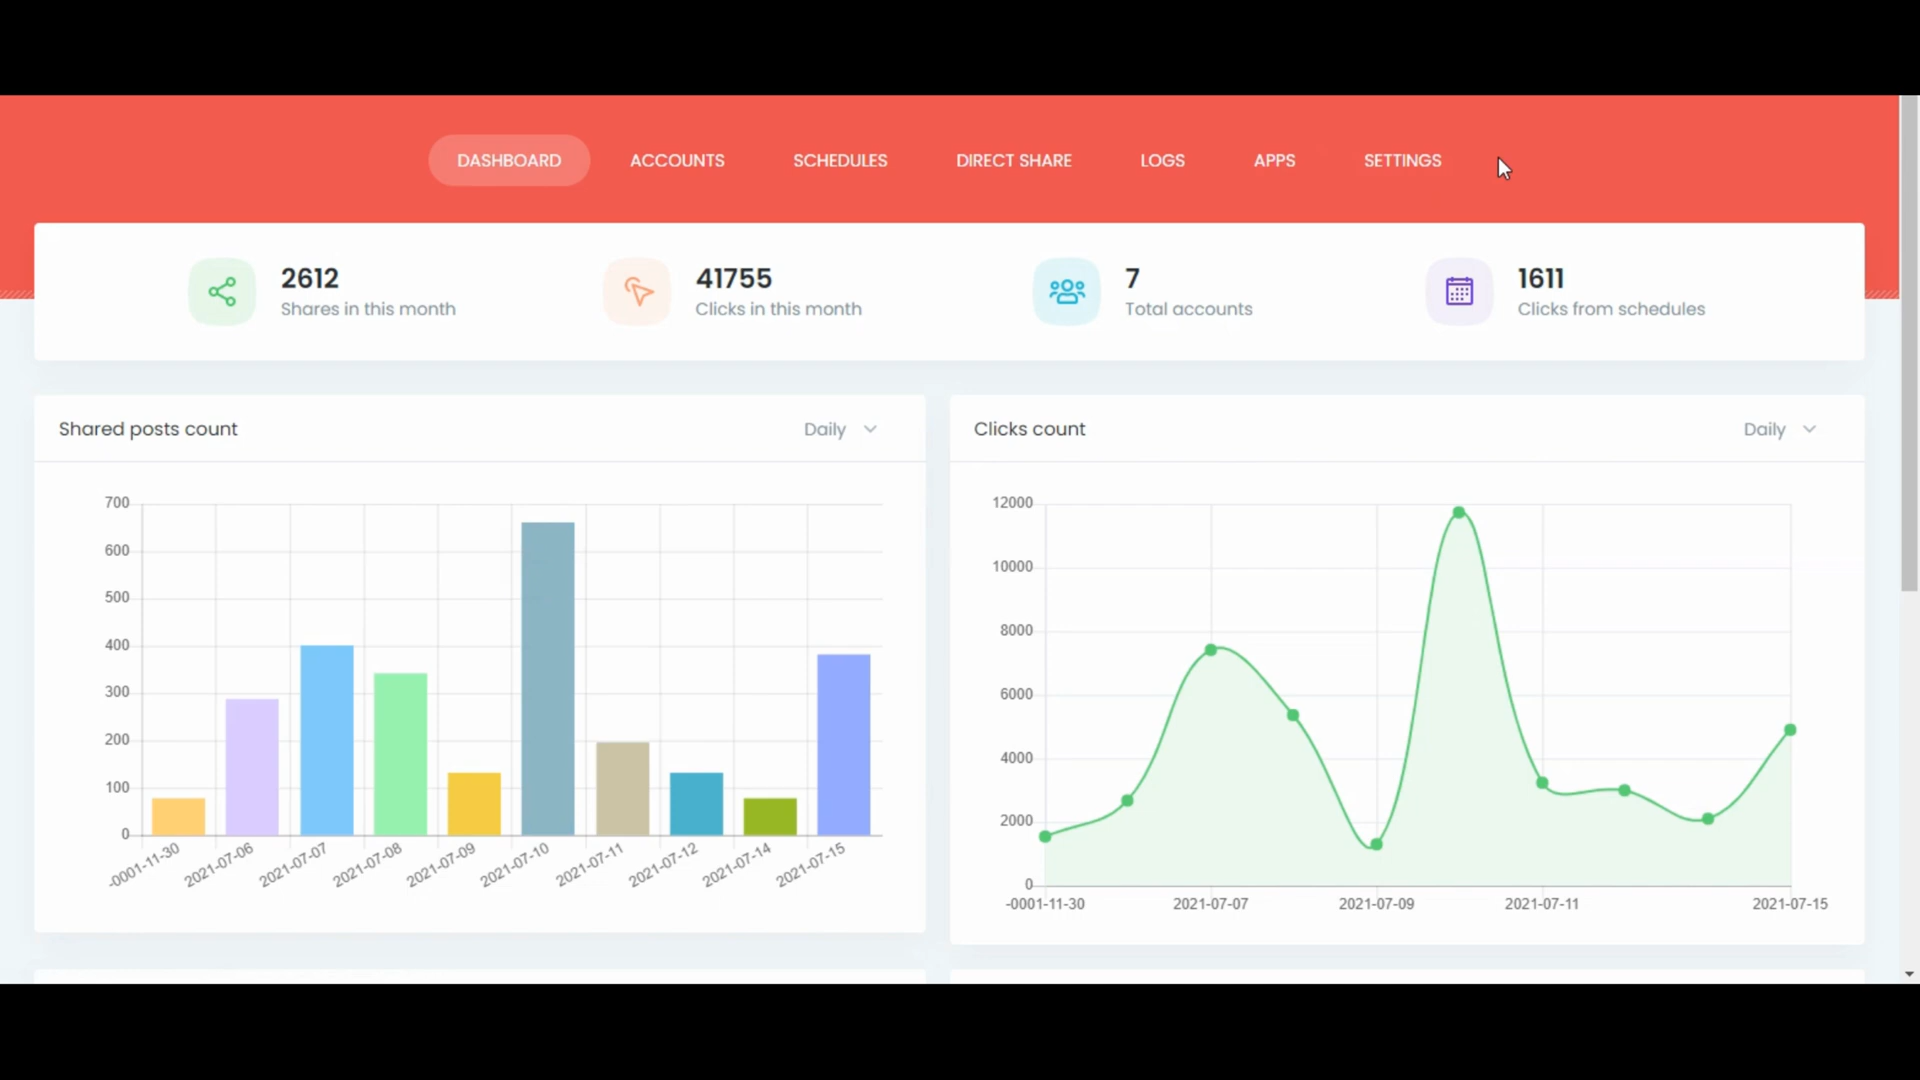 DASHBOARD ACCOUNTS SCHEDULES DIRECT SHARE LOGS APPS SETTINGS
2612 41755 7 1611
Shares in this month Clicks in this month Total accounts Clicks from schedules
Shared posts count Daily
700
600
500
400
300
200
100
0
-0001-11-30 2021-07-06 2021-07-07 2021-07-08 2021-07-09 2021-07-10 2021-07-11 2021-07-12 2021-07-14 2021-07-15
Clicks count Daily
12000
10000
8000
6000
4000
2000
0
-0001-11-30 2021-07-07 2021-07-09 2021-07-11 2021-07-15